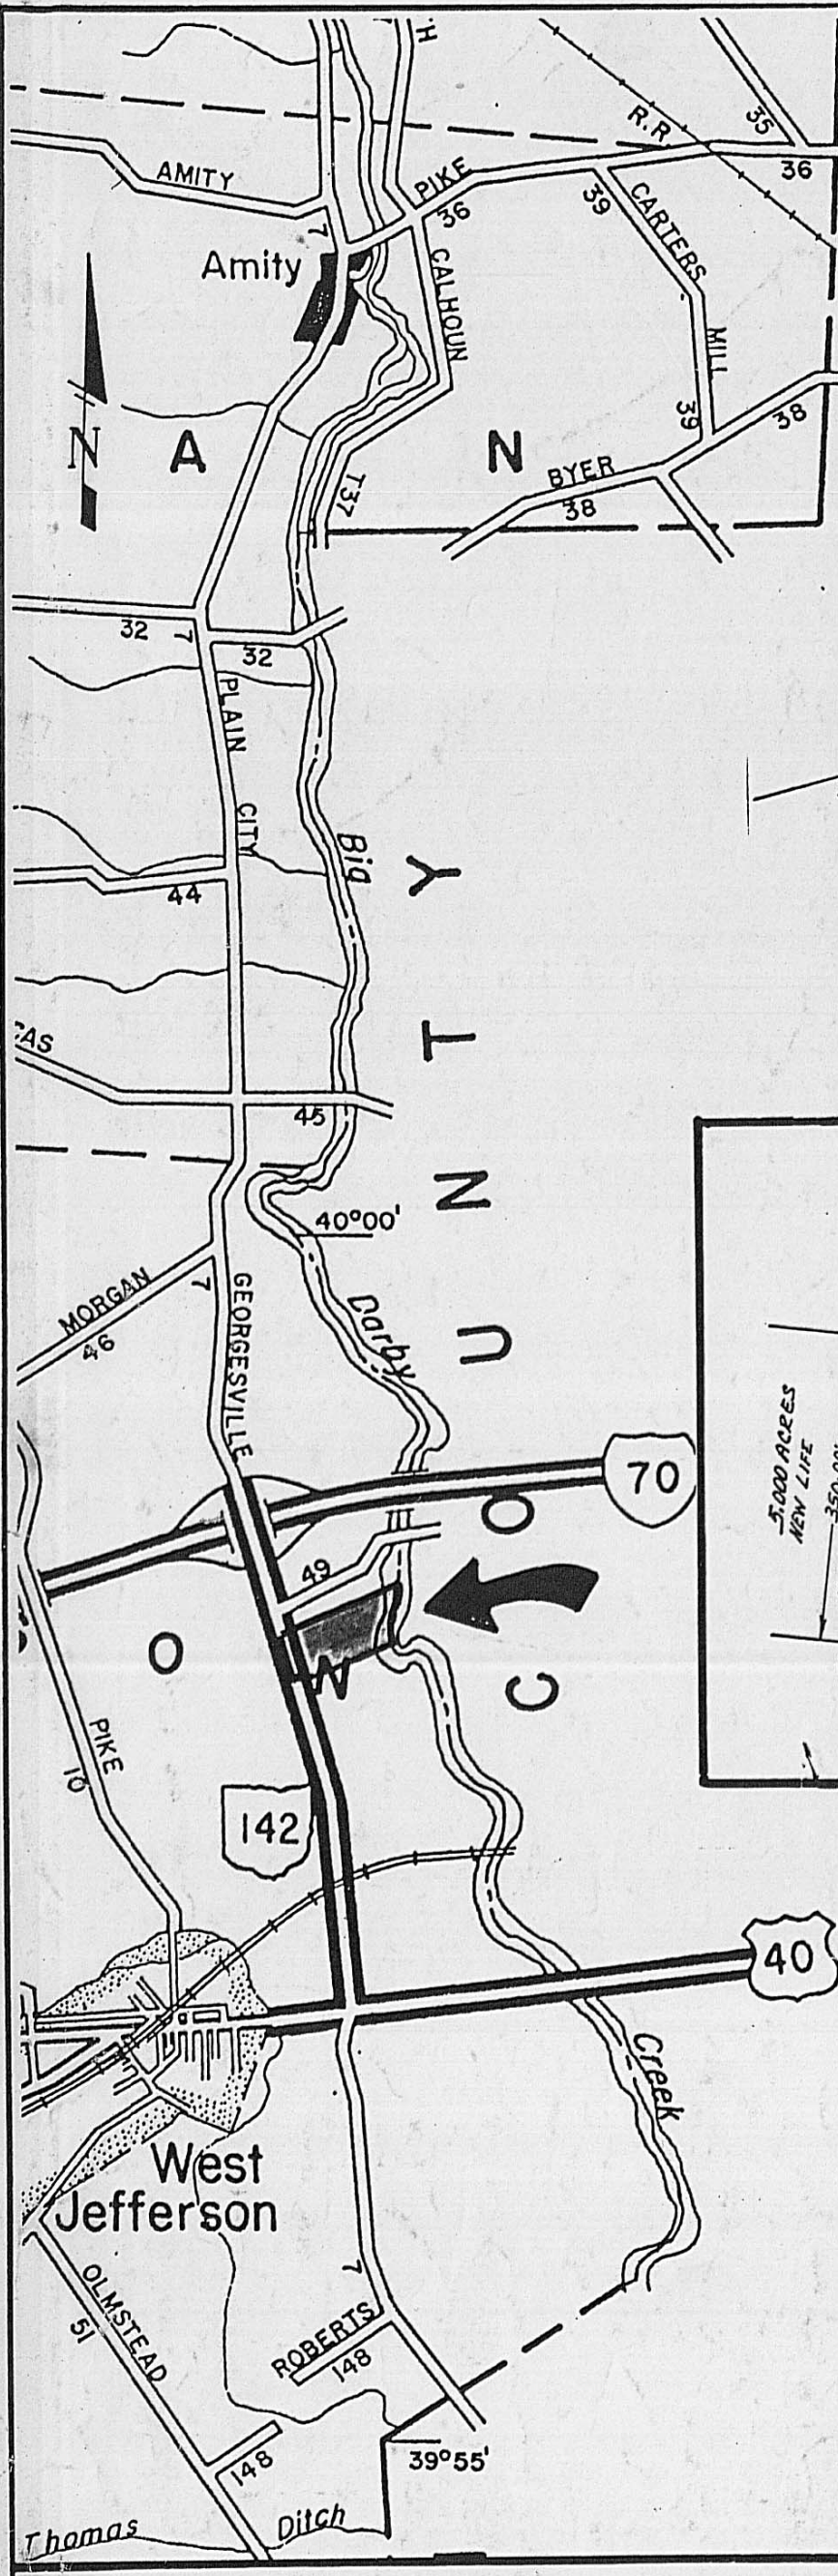 H
35
R.R.
36
AMITY
PIKE
36
39
CARTERS
MILL
39
7
Amity
CALHOUN
38
N
A
N
BYER
38
T37
32
7
32
PLAIN
CITY
Big
Y
44
T
45
N
40°00'
MORGAN
46
7
GEORGESVILLE
Darby
U
5.000 ACRES
NEW LIFE
70
O
49
O
N
C
PIKE
10
142
40
Creek
West
Jefferson
OLMSTEAD
51
7
ROBERTS
148
148
39°55'
Thomas Ditch